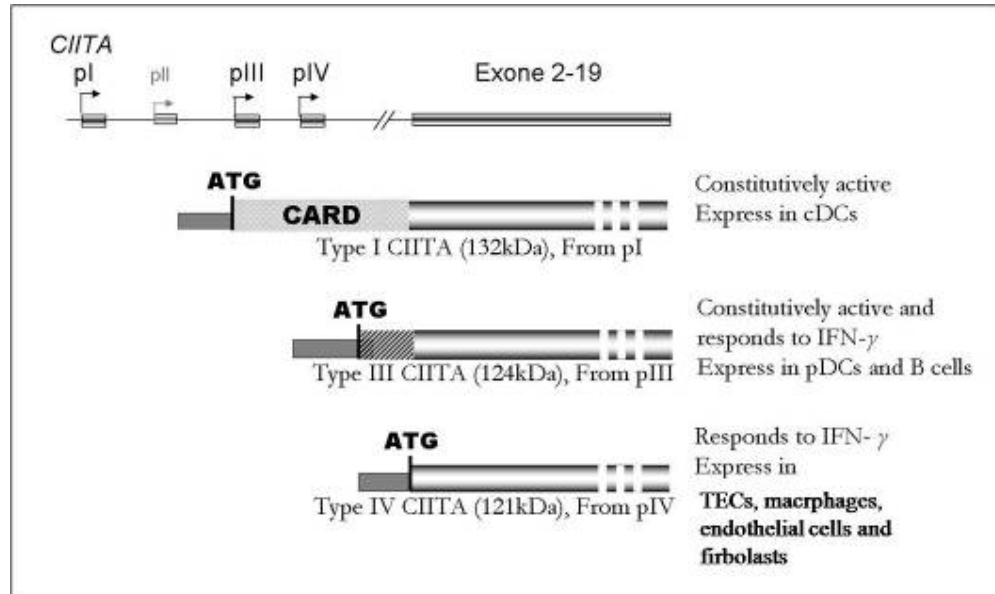 CIITA
pI pII pIII pIV Exone 2-19
ATG
CARD
Type I CIITA (132kDa), From pI
Constitutively active
Express in cDCs
ATG
Type III CIITA (124kDa), From pIII
Constitutively active and
responds to IFN-γ
Express in pDCs and B cells
ATG
Type IV CIITA (121kDa), From pIV
Responds to IFN- γ
Express in
TECs, macrphages,
endothelial cells and
firbolasts